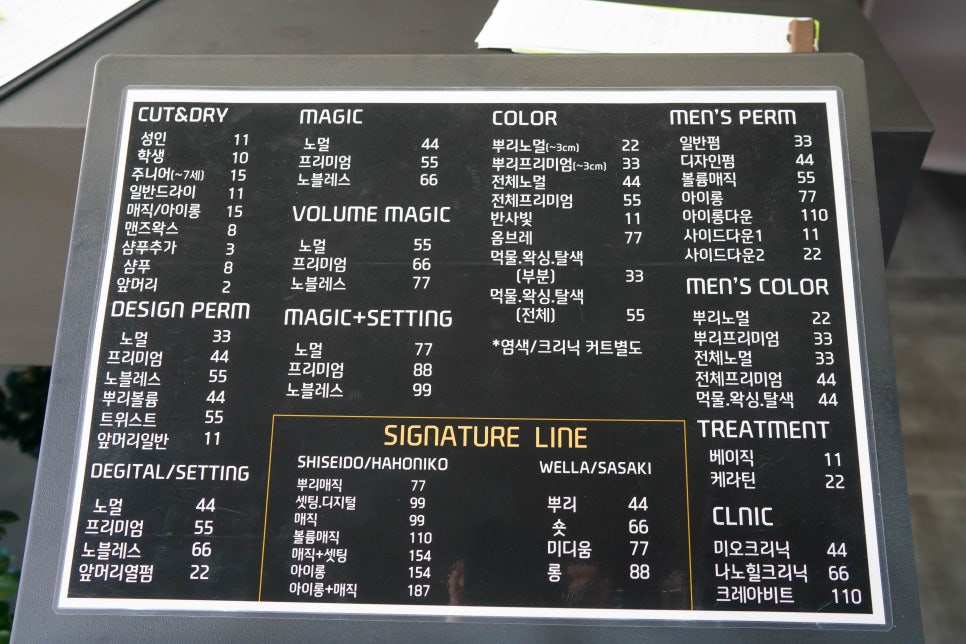 CUT&DRY
성인 11
학생 10
주니어(~7세) 15
일반드라이 11
매직/아이롱 15
맨즈왁스 8
샴푸추가 3
샴푸 8
앞머리 2
DESIGN PERM
노멀 33
프리미엄 44
노블레스 55
뿌리볼륨 44
트위스트 55
앞머리일반 11
DEGITAL/SETTING
노멀 44
프리미엄 55
노블레스 66
앞머리열펌 22
MAGIC
노멀 44
프리미엄 55
노블레스 66
VOLUME MAGIC
노멀 55
프리미엄 66
노블레스 77
MAGIC+SETTING
노멀 77
프리미엄 88
노블레스 99
COLOR
뿌리노멀(~3cm) 22
뿌리프리미엄(~3cm) 33
전체노멀 44
전체프리미엄 55
반사빛 11
옴브레 77
먹물.왁싱.탈색
(부분) 33
먹물.왁싱.탈색
(전체) 55
*염색/크리닉 커트별도
SIGNATURE LINE
SHISEIDO/HAHONIKO
뿌리매직 77
셋팅.디지털 99
매직 99
볼륨매직 110
매직+셋팅 154
아이롱 154
아이롱+매직 187
WELLA/SASAKI
뿌리 44
숏 66
미디움 77
롱 88
MEN'S PERM
일반펌 33
디자인펌 44
볼륨매직 55
아이롱 77
아이롱다운 110
사이드다운1 11
사이드다운2 22
MEN'S COLOR
뿌리노멀 22
뿌리프리미엄 33
전체노멀 33
전체프리미엄 44
먹물.왁싱.탈색 44
TREATMENT
베이직 11
케라틴 22
CLNIC
미오크리닉 44
나노힐크리닉 66
크레아비트 110